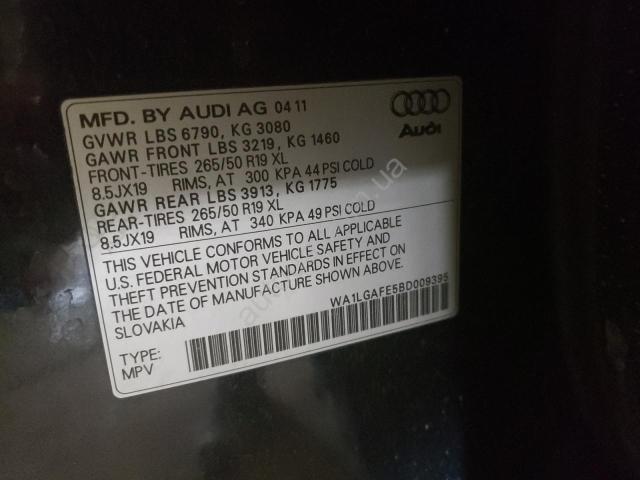 MFD. BY AUDI AG 04 11
GVWR LBS 6790, KG 3080
GAWR FRONT LBS 3219, KG 1460
FRONT-TIRES 265/50 R19 XL
8.5JX19 RIMS, AT 300 KPA 44 PSI COLD
GAWR REAR LBS 3913, KG 1775
REAR-TIRES 265/50 R19 XL
8.5JX19 RIMS, AT 340 KPA 49 PSI COLD
Audi
THIS VEHICLE CONFORMS TO ALL APPLICABLE
U.S. FEDERAL MOTOR VEHICLE SAFETY AND
THEFT PREVENTION STANDARDS IN EFFECT ON
THE DATE OF MANUFACTURE SHOWN ABOVE.
SLOVAKIA
WA1LGAFE5BD009395
TYPE:
MPV